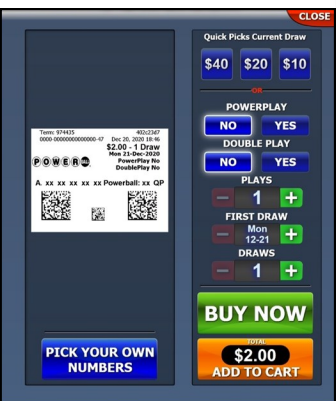 CLOSE
Quick Picks Current Draw
$40 $20 $10
OR
POWERPLAY
NO YES
DOUBLE PLAY
NO YES
PLAYS
1
FIRST DRAW
Mon
12-21
DRAWS
1
BUY NOW
TOTAL
$2.00
ADD TO CART
Term: 974435 402c23d7
0000-000000000000000-47 Dec 20, 2020 18:46
$2.00 - 1 Draw
Mon 21-Dec-2020
POWERBALL PowerPlay No
DoublePlay No
A. xx xx xx xx xx Powerball: xx QP
PICK YOUR OWN
NUMBERS